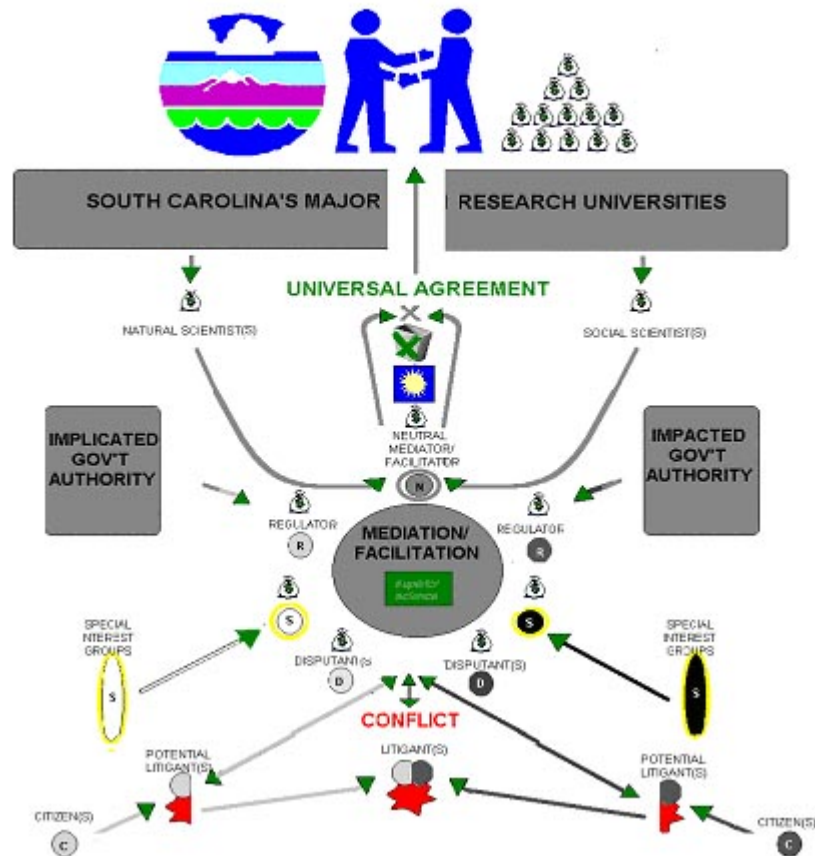 SOUTH CAROLINA'S MAJOR
RESEARCH UNIVERSITIES
UNIVERSAL AGREEMENT
NATURAL SCIENTIST(S)
SOCIAL SCIENTIST(S)
NEUTRAL
MEDIATOR/
FACILITATOR
N
IMPLICATED
GOV'T
AUTHORITY
IMPACTED
GOV'T
AUTHORITY
REGULATOR
R
REGULATOR
R
MEDIATION/
FACILITATION
science
S
S
SPECIAL
INTEREST
GROUPS
S
SPECIAL
INTEREST
GROUPS
S
DISPUTANT(S
D
DISPUTANT(S)
D
CONFLICT
LITIGANT(S)
POTENTIAL
LITIGANT(S)
POTENTIAL
LITIGANT(S)
CITIZEN(S)
C
CITIZEN(S)
C